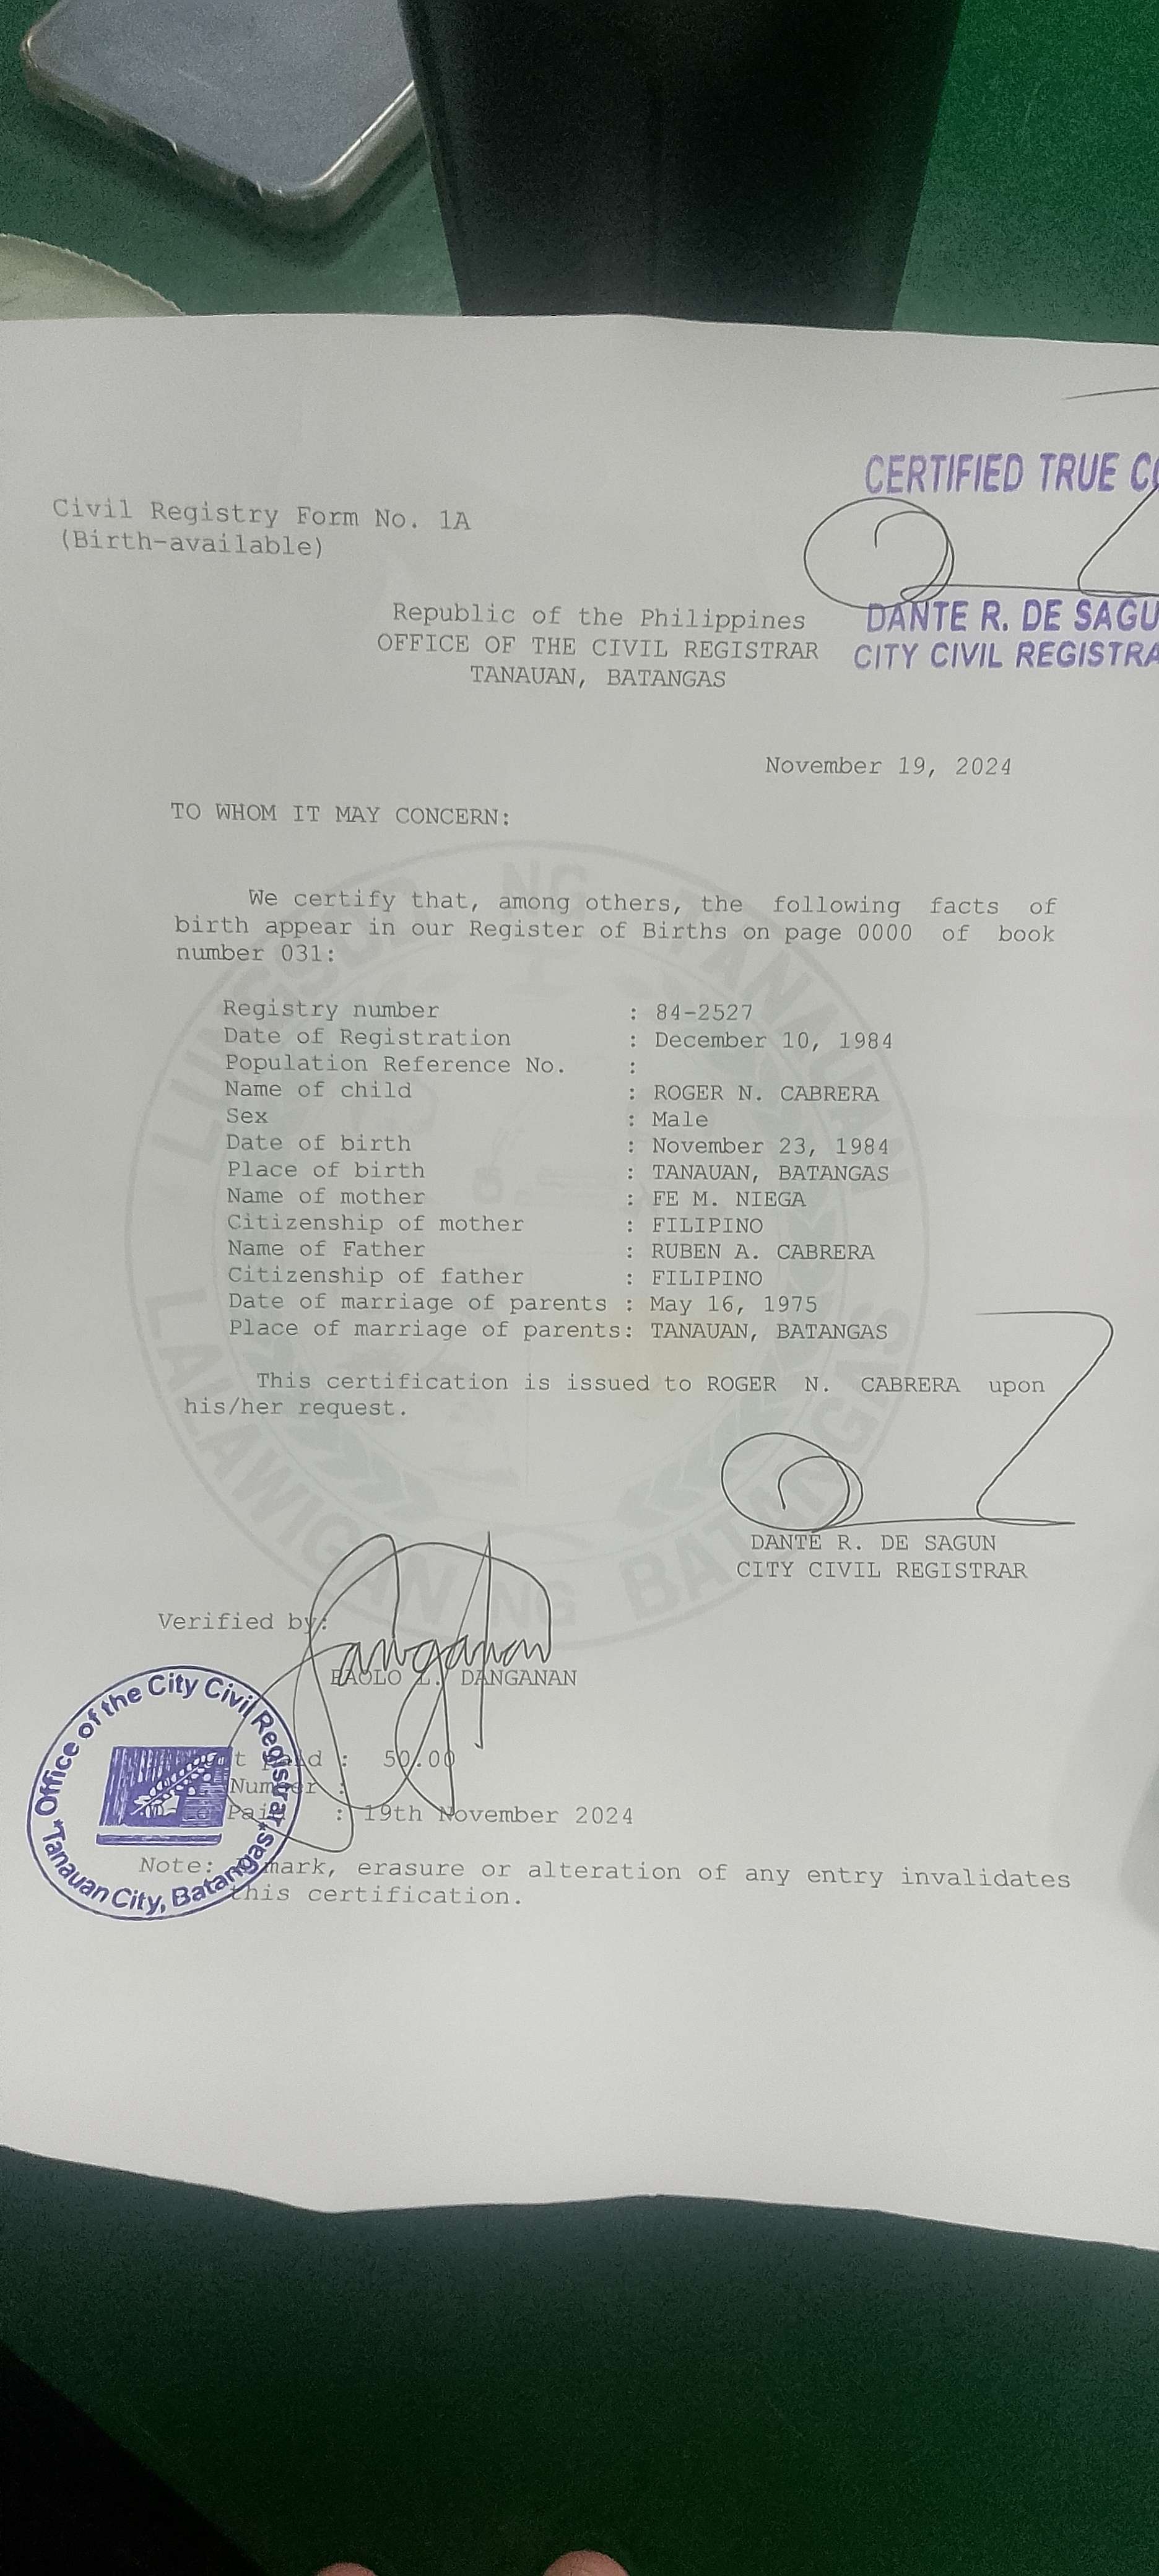 CERTIFIED TRUE
Civil Registry Form No. 1A
(Birth-available)
Republic of the Philippines
OFFICE OF THE CIVIL REGISTRAR
TANAUAN, BATANGAS
DANTE R. DE SAGU
CITY CIVIL REGISTRA
November 19, 2024
TO WHOM IT MAY CONCERN:
We certify that, among others, the following facts of
birth appear in our Register of Births on page 0000 of book
number 031:
Registry number : 84-2527
Date of Registration : December 10, 1984
Population Reference No. :
Name of child : ROGER N. CABRERA
Sex : Male
Date of birth : November 23, 1984
Place of birth : TANAUAN, BATANGAS
Name of mother : FE M. NIEGA
Citizenship of mother : FILIPINO
Name of Father : RUBEN A. CABRERA
Citizenship of father : FILIPINO
Date of marriage of parents : May 16, 1975
Place of marriage of parents: TANAUAN, BATANGAS
This certification is issued to ROGER N. CABRERA upon
his/her request.
DANTE R. DE SAGUN
CITY CIVIL REGISTRAR
Verified by:
PAOLO L. DANGANAN
paid : 50.00
Number :
Paid : 19th November 2024
Note: mark, erasure or alteration of any entry invalidates
this certification.
Office of the City Civil Registrar
Tanauan City, Batangas
LUNGSOD NG TANAUAN
LALAWIGAN NG BATANGAS